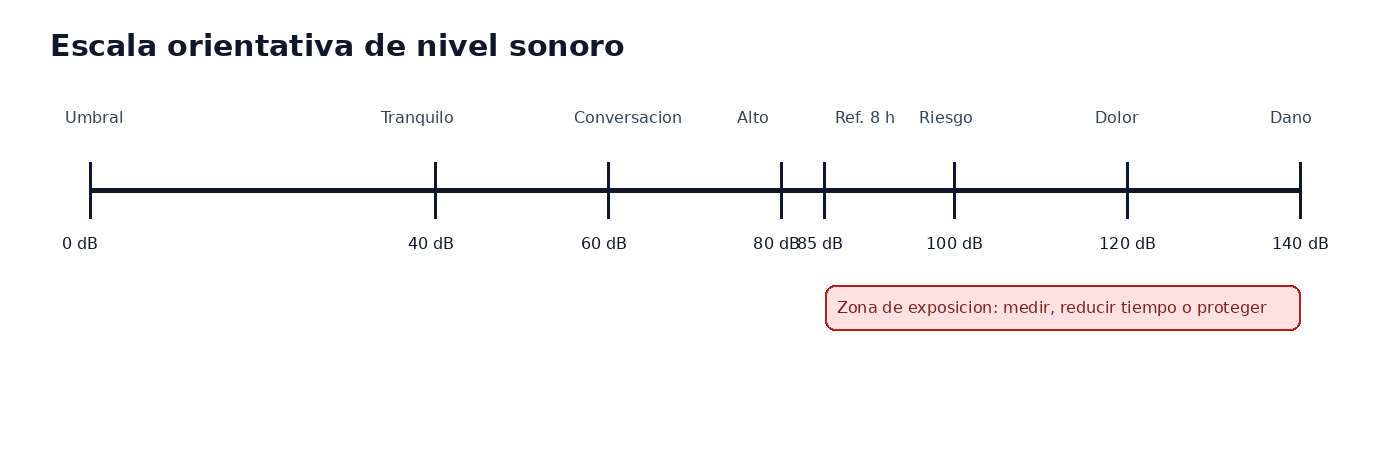 Escala orientativa de nivel sonoro
Umbral Tranquilo Conversacion Alto Ref. 8 h Riesgo Dolor Dano
0 dB 40 dB 60 dB 80 dB 85 dB 100 dB 120 dB 140 dB
Zona de exposicion: medir, reducir tiempo o proteger